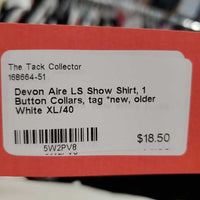 The Tack Collector
168664-51
Devon Aire LS Show Shirt, 1
Button Collars, tag *new, older
White XL/40
$18.50
5W2PV8